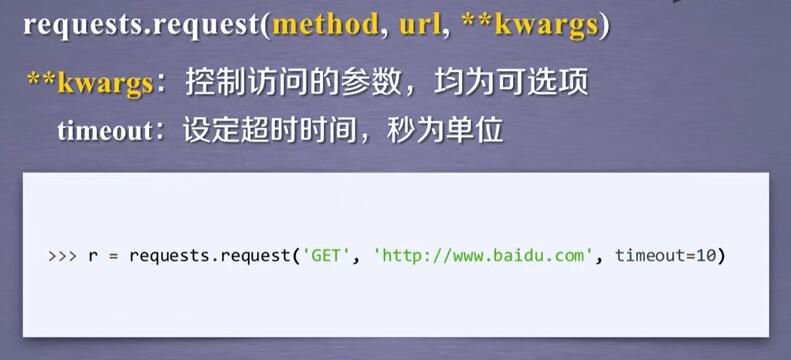 requests.request(method, url, **kwargs)
**kwargs：控制访问的参数，均为可选项
timeout：设定超时时间，秒为单位
>>> r = requests.request('GET', 'http://www.baidu.com', timeout=10)